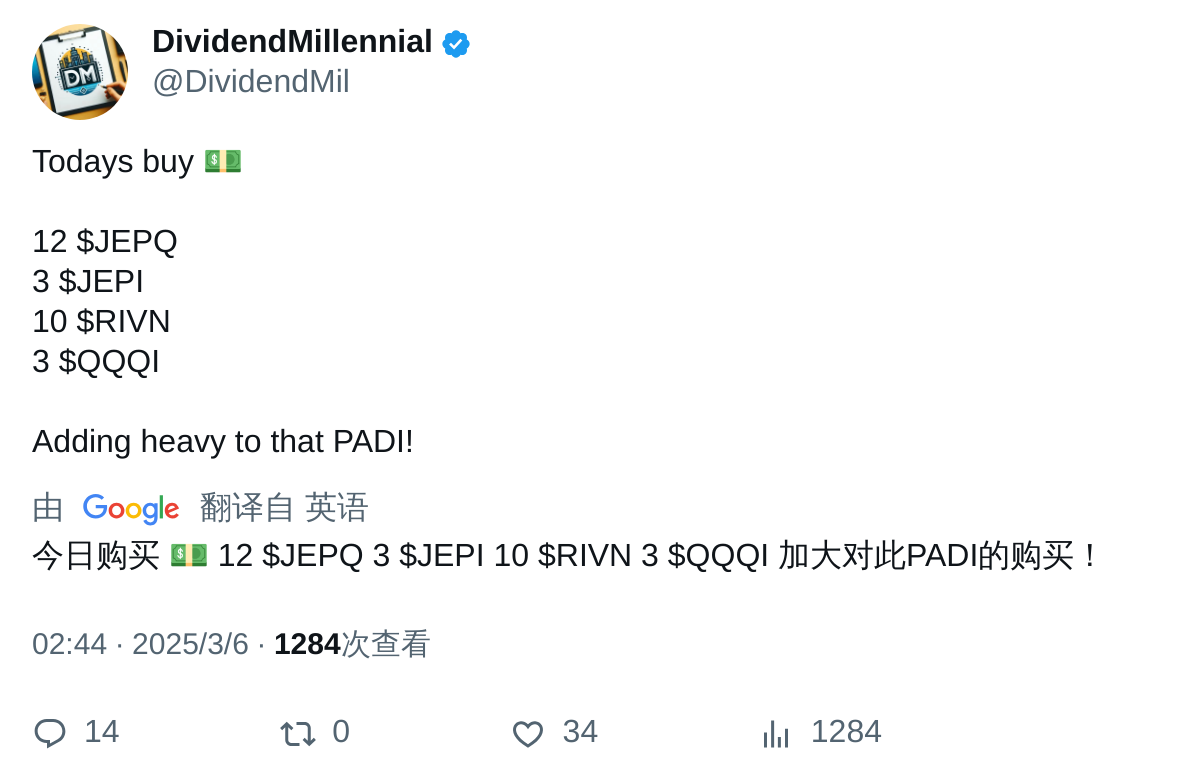 DM
DividendMillennial
@DividendMil
Todays buy 💵
12 $JEPQ
3 $JEPI
10 $RIVN
3 $QQQI
Adding heavy to that PADI!
由 Google 翻译自 英语
今日购买 💵 12 $JEPQ 3 $JEPI 10 $RIVN 3 $QQQI 加大对此PADI的购买！
02:44 · 2025/3/6 · 1284次查看
14 0 34 1284